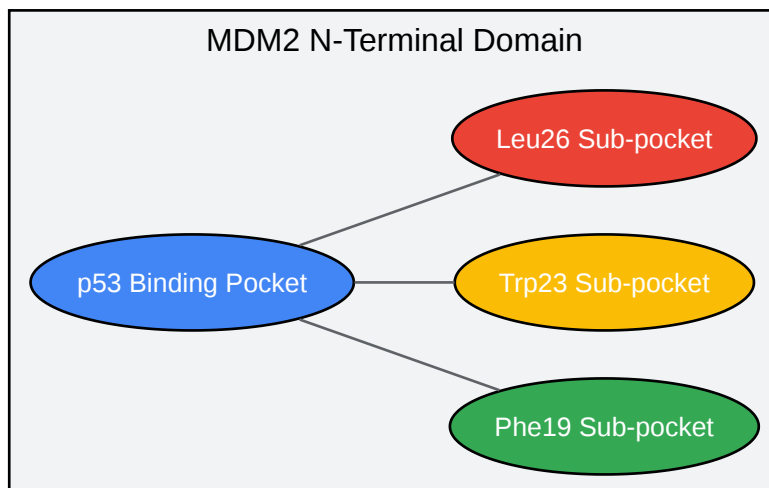 MDM2 N-Terminal Domain
Leu26 Sub-pocket
p53 Binding Pocket
Trp23 Sub-pocket
Phe19 Sub-pocket